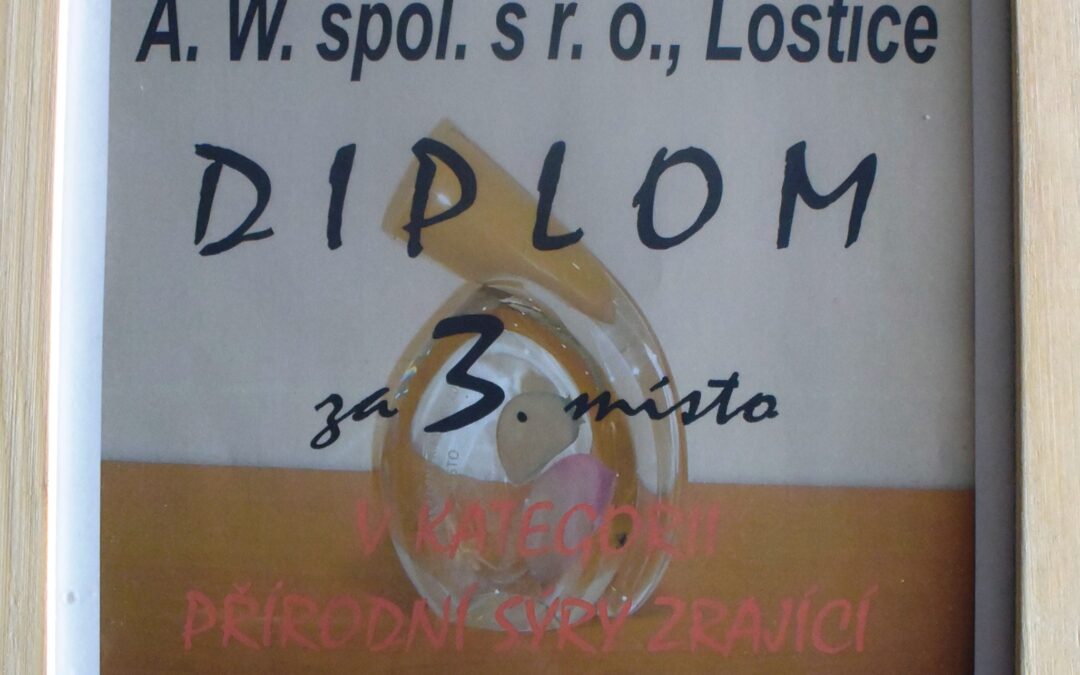 A. W. spol. s r. o., Loštice
DIPLOM
za 3. místo
V KATEGORII
PŘÍRODNÍ SÝRY ZRAJÍCÍ